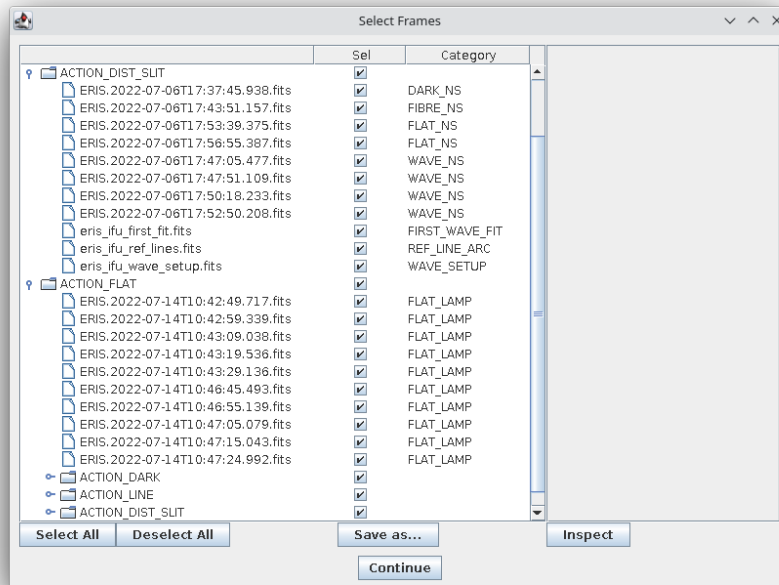 Select Frames
Sel Category
ACTION_DIST_SLIT
ERIS.2022-07-06T17:37:45.938.fits DARK_NS
ERIS.2022-07-06T17:43:51.157.fits FIBRE_NS
ERIS.2022-07-06T17:53:39.375.fits FLAT_NS
ERIS.2022-07-06T17:56:55.387.fits FLAT_NS
ERIS.2022-07-06T17:47:05.477.fits WAVE_NS
ERIS.2022-07-06T17:47:51.109.fits WAVE_NS
ERIS.2022-07-06T17:50:18.233.fits WAVE_NS
ERIS.2022-07-06T17:52:50.208.fits WAVE_NS
eris_ifu_first_fit.fits FIRST_WAVE_FIT
eris_ifu_ref_lines.fits REF_LINE_ARC
eris_ifu_wave_setup.fits WAVE_SETUP
ACTION_FLAT
ERIS.2022-07-14T10:42:49.717.fits FLAT_LAMP
ERIS.2022-07-14T10:42:59.339.fits FLAT_LAMP
ERIS.2022-07-14T10:43:09.038.fits FLAT_LAMP
ERIS.2022-07-14T10:43:19.536.fits FLAT_LAMP
ERIS.2022-07-14T10:43:29.136.fits FLAT_LAMP
ERIS.2022-07-14T10:46:45.493.fits FLAT_LAMP
ERIS.2022-07-14T10:46:55.139.fits FLAT_LAMP
ERIS.2022-07-14T10:47:05.079.fits FLAT_LAMP
ERIS.2022-07-14T10:47:15.043.fits FLAT_LAMP
ERIS.2022-07-14T10:47:24.992.fits FLAT_LAMP
ACTION_DARK
ACTION_LINE
ACTION_DIST_SLIT
Select All Deselect All Save as... Inspect
Continue